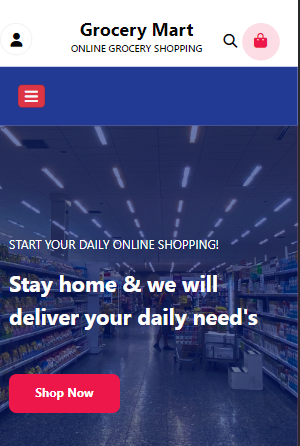 Grocery Mart
ONLINE GROCERY SHOPPING
START YOUR DAILY ONLINE SHOPPING!
Stay home & we will
deliver your daily need's
Shop Now